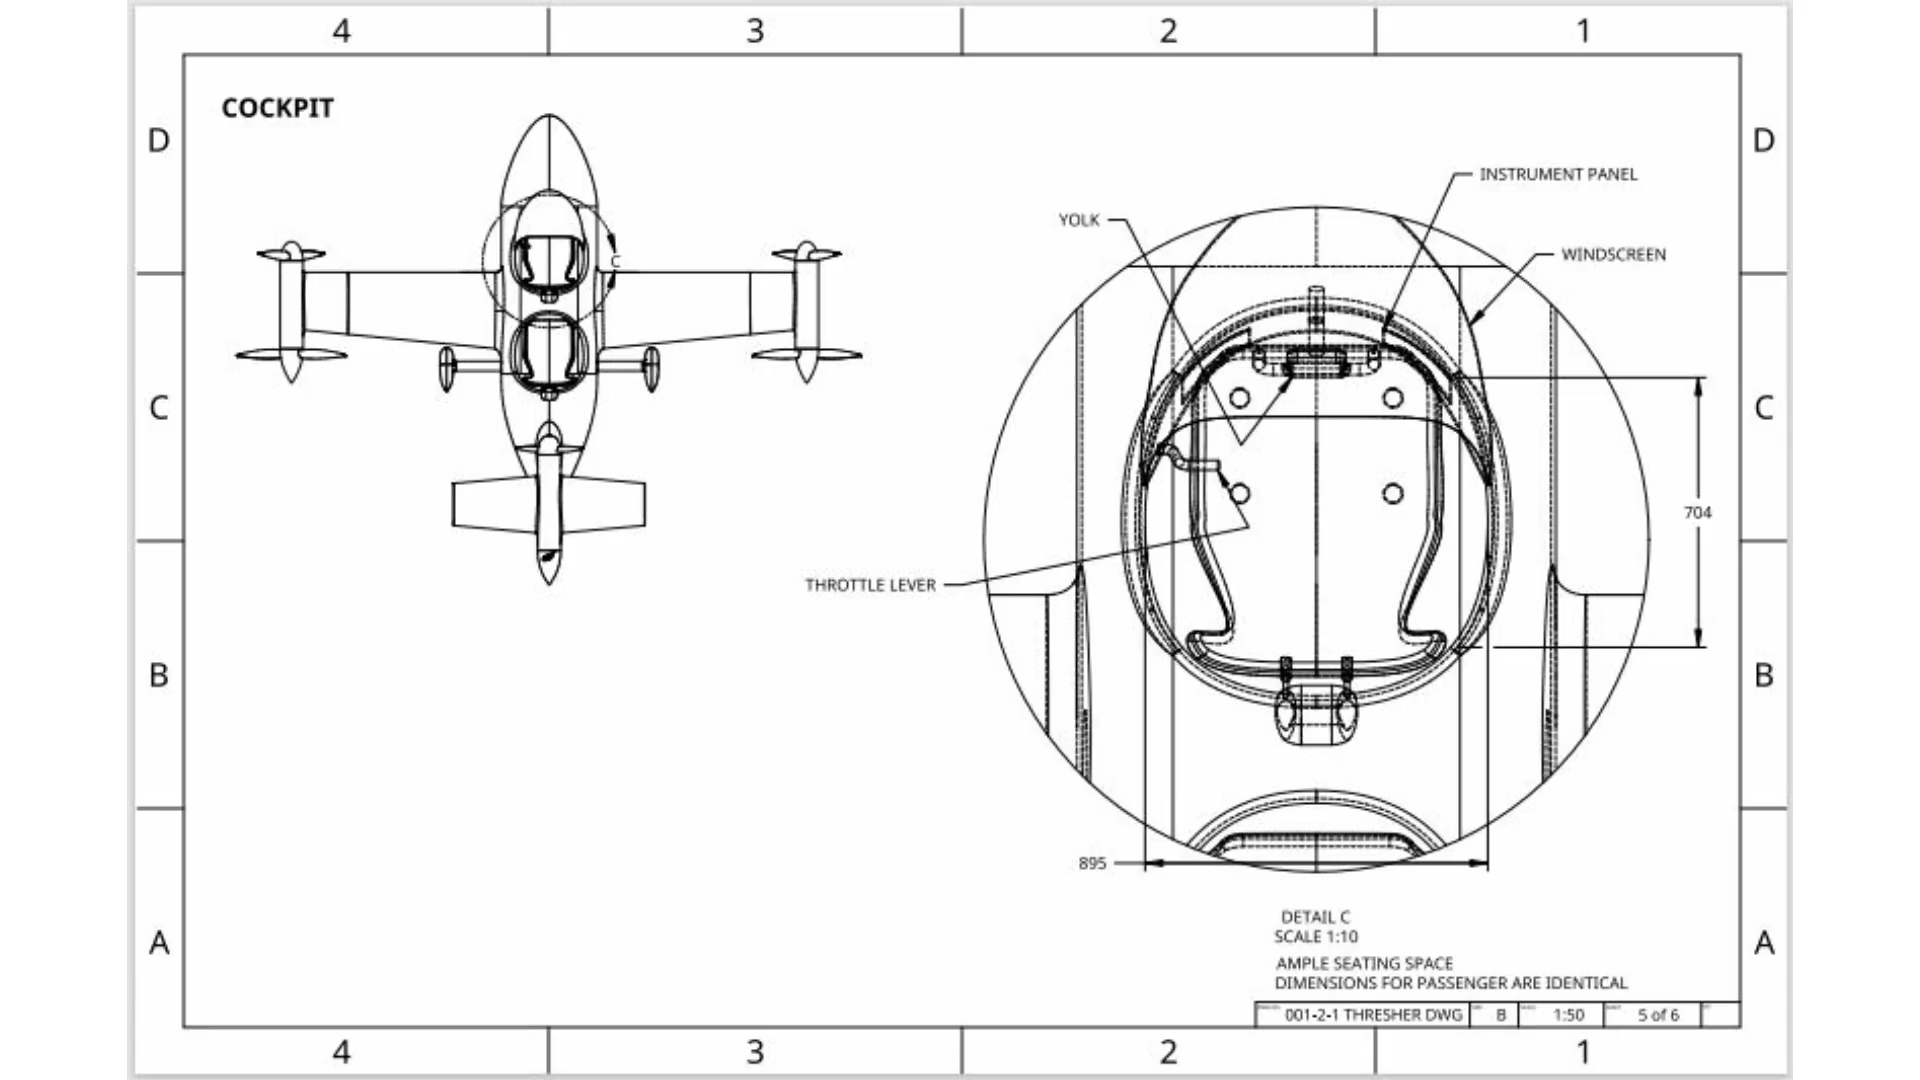 4 3 2 1
D D
COCKPIT
INSTRUMENT PANEL
YOLK
WINDSCREEN
C
C C
704
THROTTLE LEVER
B B
895
DETAIL C
SCALE 1:10
A A
AMPLE SEATING SPACE
DIMENSIONS FOR PASSENGER ARE IDENTICAL
001-2-1 THRESHER DWG B 1:50 5 of 6
4 3 2 1